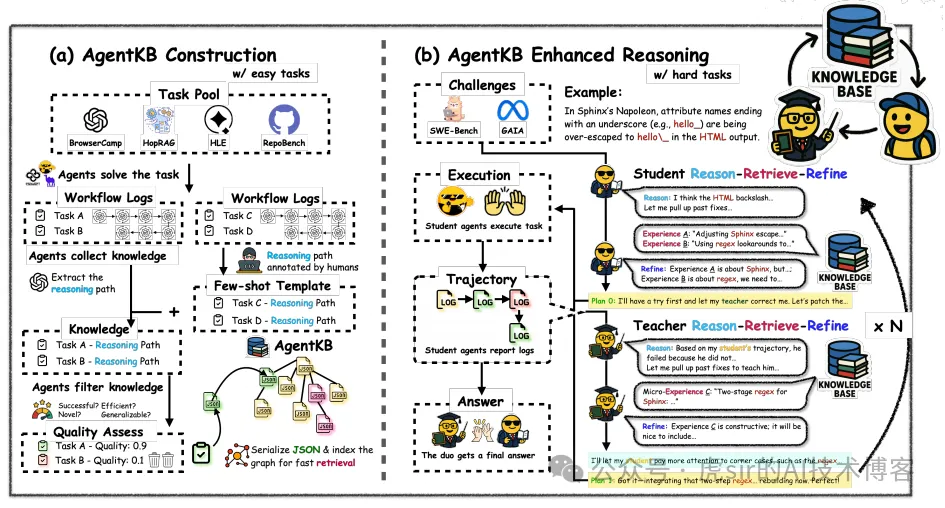 (a) AgentKB Construction
w/ easy tasks
Task Pool
BrowserCamp
HopRAG
HLE
RepoBench
Agents solve the task
Workflow Logs
Task A
Task B
Workflow Logs
Task C
Task D
Agents collect knowledge
Extract the
reasoning path
Reasoning path
annotated by humans
Few-shot Template
Task C - Reasoning Path
Task D - Reasoning Path
+
Knowledge
Task A - Reasoning Path
Task B - Reasoning Path
AgentKB
Agents filter knowledge
Successful? Efficient?
Novel? Generalizable?
Quality Assess
Task A - Quality: 0.9
Task B - Quality: 0.1
Json
Json
Json
Json
Json
Json
Json
Json
Serialize JSON & index the
graph for fast retrieval
(b) AgentKB Enhanced Reasoning
w/ hard tasks
Challenges
SWE-Bench
GAIA
Example:
In Sphinx's Napoleon, attribute names ending
with an underscore (e.g., hello_) are being
over-escaped to hello\_ in the HTML output.
KNOWLEDGE
BASE
Execution
Student agents execute task
Trajectory
LOG
LOG
LOG
LOG
Student agents report logs
Answer
The duo gets a final answer
Student Reason-Retrieve-Refine
Reason: I think the HTML backslash...
Let me pull up past fixes...
Experience A: "Adjusting Sphinx escape..."
Experience B: "Using regex lookarounds to..."
Refine: Experience A is about Sphinx, but...;
Experience B is about regex, we need to...
KNOWLEDGE
BASE
Plan 0: I'll have a try first and let my teacher correct me. Let's patch the...
Teacher Reason-Retrieve-Refine
x N
Reason: Based on my student's trajectory, he
failed because he did not...
Let me pull up past fixes to teach him...
Micro-Experience C: "Two-stage regex for
Sphinx: ..."
Refine: Experience C is constructive; it will be
nice to include...
KNOWLEDGE
BASE
I'll let my student pay more attention to corner cases, such as the regex...
Plan 1: Got it—integrating that two-step regex... rebuilding now. Perfect!
公众号 · 虎sir的AI技术博客